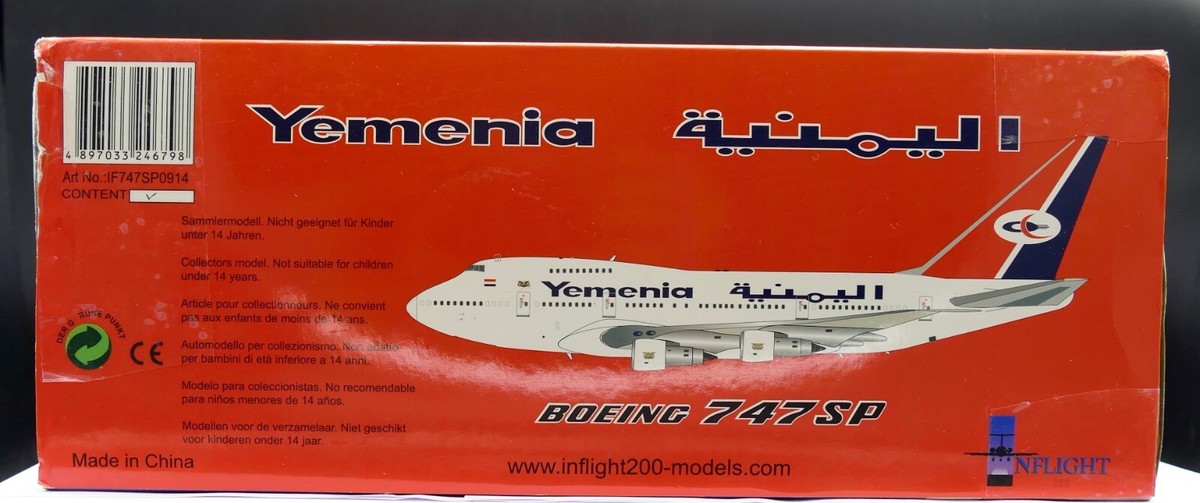 4 897033 246798
Art No.:IF747SP0914
CONTENT
Yemenia اليمنية
Sammlermodell. Nicht geeignet für Kinder
unter 14 Jahren.
Collectors model. Not suitable for children
under 14 years.
Article pour collectionneurs. Ne convient
pas aux enfants de moins de 14 ans.
Automodello per collezionismo. Non adatto
per bambini di età inferiore a 14 anni.
Modelo para coleccionistas. No recomendable
para niños menores de 14 años.
Modellen voor de verzamelaar. Niet geschikt
voor kinderen onder 14 jaar.
DER GRÜNE PUNKT
CE
Yemenia اليمنية
BOEING 747SP
Made in China
www.inflight200-models.com
INFLIGHT